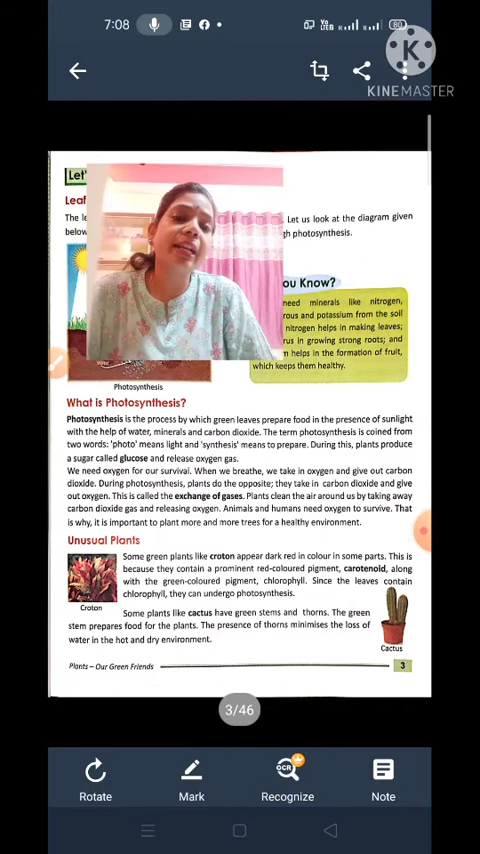 7:08
Vo
LTE B
R
R
80
K
KINEMASTER
Let'
Leaf
The le
Let us look at the diagram given
below
gh photosynthesis.
ou Know?
need minerals like nitrogen,
rous and potassium from the soil
nitrogen helps in making leaves;
rus in growing strong roots; and
m helps in the formation of fruit,
which keeps them healthy.
Photosynthesis
What is Photosynthesis?
Photosynthesis is the process by which green leaves prepare food in the presence of sunlight
with the help of water, minerals and carbon dioxide. The term photosynthesis is coined from
two words: 'photo' means light and 'synthesis' means to prepare. During this, plants produce
a sugar called glucose and release oxygen gas.
We need oxygen for our survival. When we breathe, we take in oxygen and give out carbon
dioxide. During photosynthesis, plants do the opposite; they take in carbon dioxide and give
out oxygen. This is called the exchange of gases. Plants clean the air around us by taking away
carbon dioxide gas and releasing oxygen. Animals and humans need oxygen to survive. That
is why, it is important to plant more and more trees for a healthy environment.
Unusual Plants
Some green plants like croton appear dark red in colour in some parts. This is
because they contain a prominent red-coloured pigment, carotenoid, along
with the green-coloured pigment, chlorophyll. Since the leaves contain
chlorophyll, they can undergo photosynthesis.
Croton
Some plants like cactus have green stems and thorns. The green
stem prepares food for the plants. The presence of thorns minimises the loss of
water in the hot and dry environment.
Cactus
Plants – Our Green Friends
3
3/46
OCR
Rotate
Mark
Recognize
Note